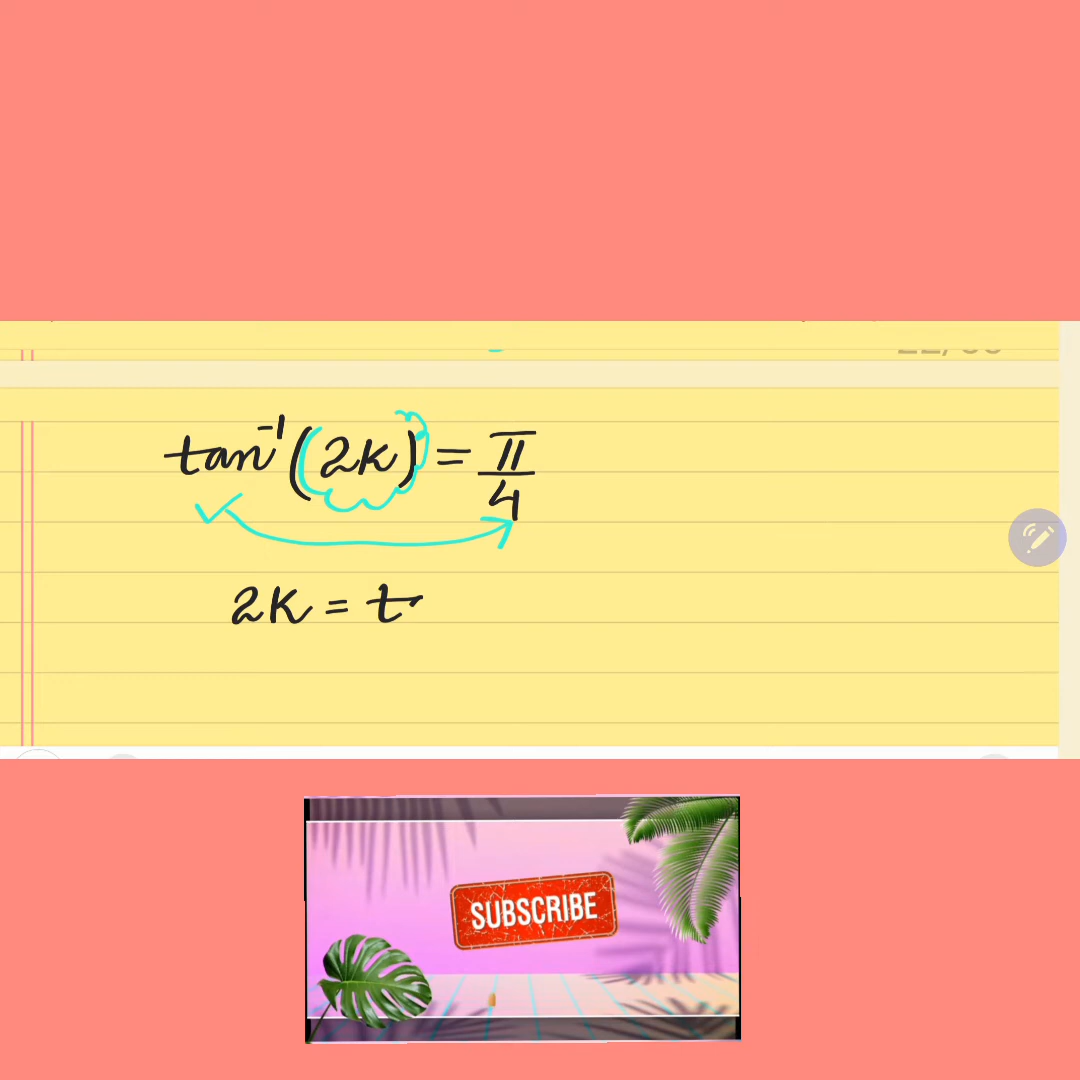 tan⁻¹(2K) = π/4
2K = t
SUBSCRIBE